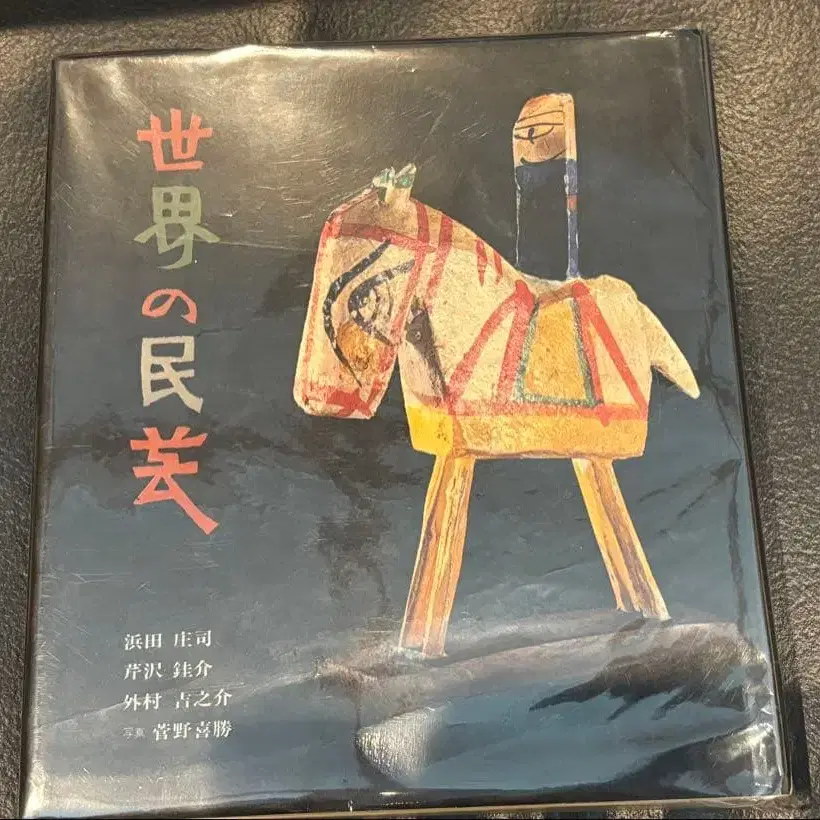 世界の民芸
浜田 庄司
芹沢 銈介
外村 吉之介
写真 菅野喜勝